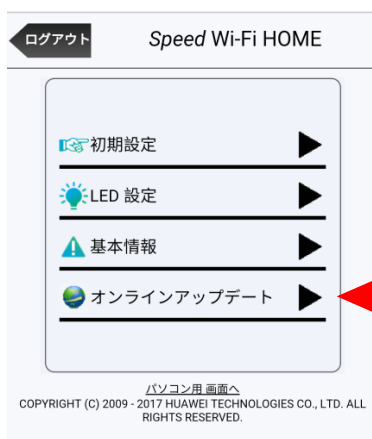 ログアウト
Speed Wi-Fi HOME
初期設定
LED 設定
基本情報
オンラインアップデート
パソコン用 画面へ
COPYRIGHT (C) 2009 - 2017 HUAWEI TECHNOLOGIES CO., LTD. ALL
RIGHTS RESERVED.